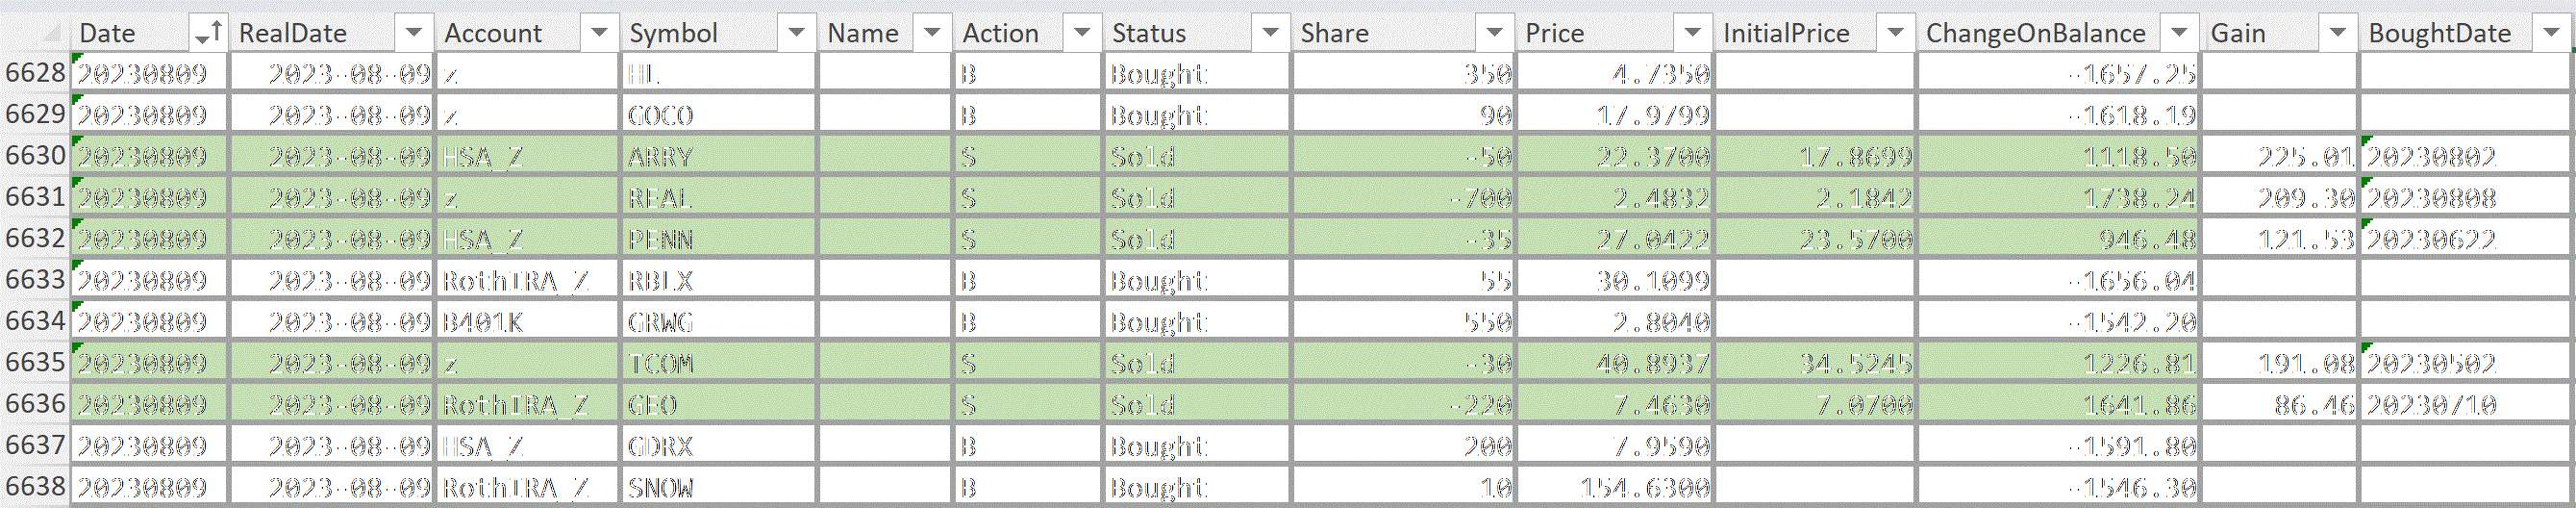 Date RealDate Account Symbol Name Action Status Share Price InitialPrice ChangeOnBalance Gain BoughtDate
6628 20230809 2023-08-09 z HL B Bought 350 4.7350 -1657.25
6629 20230809 2023-08-09 z GOCO B Bought 90 17.9799 -1618.19
6630 20230809 2023-08-09 HSA_Z ARRY S Sold -50 22.3700 17.8699 1118.50 225.01 20230802
6631 20230809 2023-08-09 z REAL S Sold -700 2.4832 2.1842 1738.24 209.30 20230808
6632 20230809 2023-08-09 HSA_Z PENN S Sold -35 27.0422 23.5700 946.48 121.53 20230622
6633 20230809 2023-08-09 RothIRA_Z RBLX B Bought 55 30.1099 -1656.04
6634 20230809 2023-08-09 B401K GRWG B Bought 550 2.8040 -1542.20
6635 20230809 2023-08-09 z TCOM S Sold -30 40.8937 34.5245 1226.81 191.08 20230502
6636 20230809 2023-08-09 RothIRA_Z GEO S Sold -220 7.4630 7.0700 1641.86 86.46 20230710
6637 20230809 2023-08-09 HSA_Z GDRX B Bought 200 7.9590 -1591.80
6638 20230809 2023-08-09 RothIRA_Z SNOW B Bought 10 154.6300 -1546.30